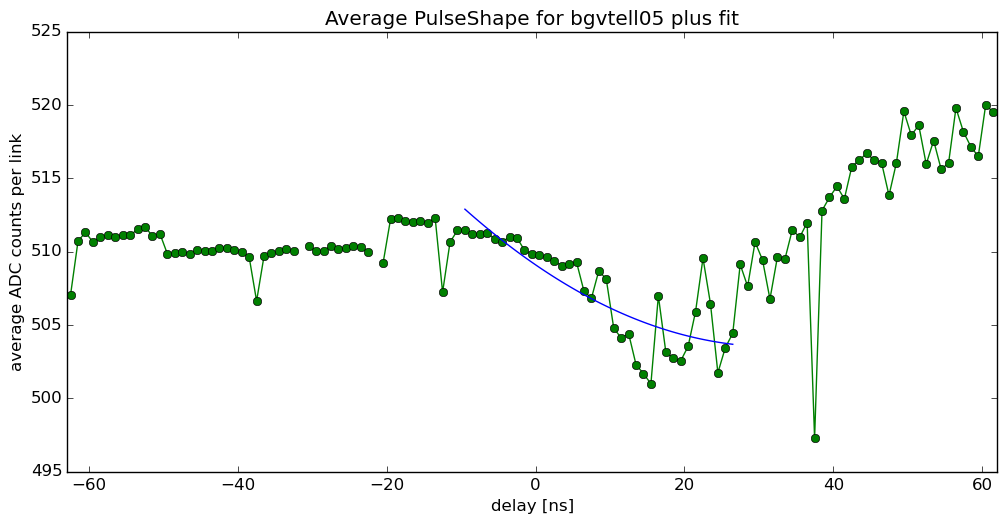 Average PulseShape for bgvtell05 plus fit
525
520
515
510
505
500
495
average ADC counts per link
−60 −40 −20 0 20 40 60
delay [ns]